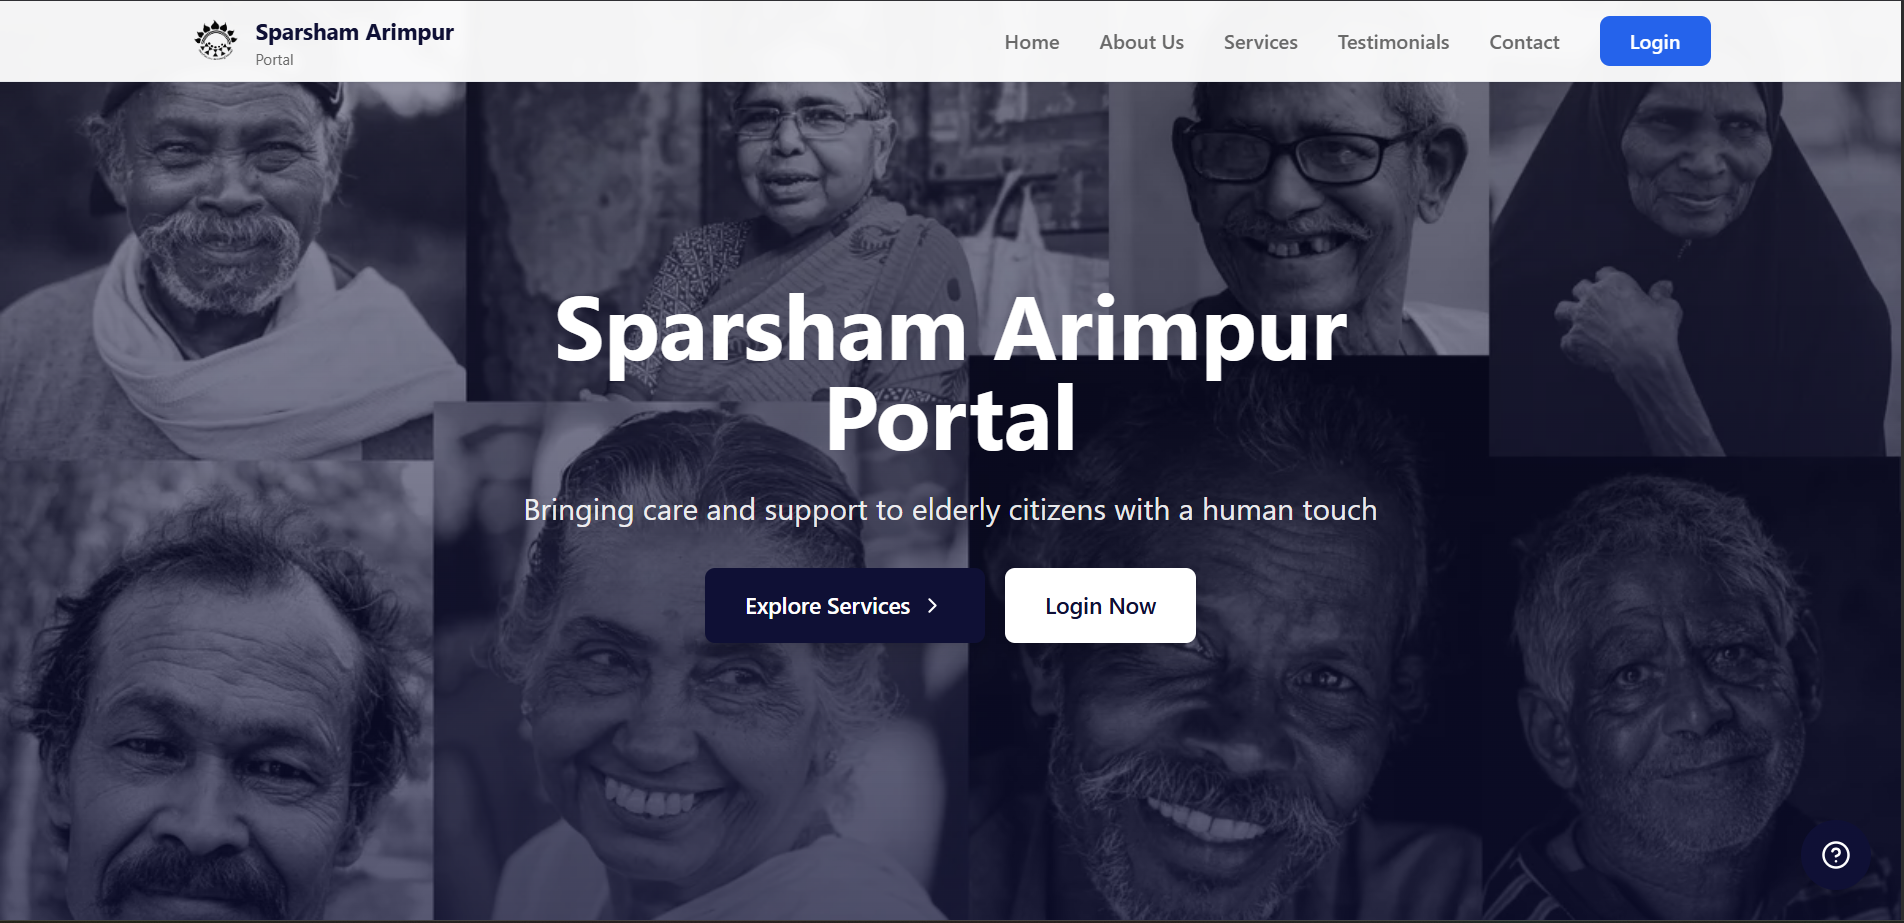 Sparsham Arimpur
Portal
Home
About Us
Services
Testimonials
Contact
Login
Sparsham Arimpur
Portal
Bringing care and support to elderly citizens with a human touch
Explore Services
Login Now